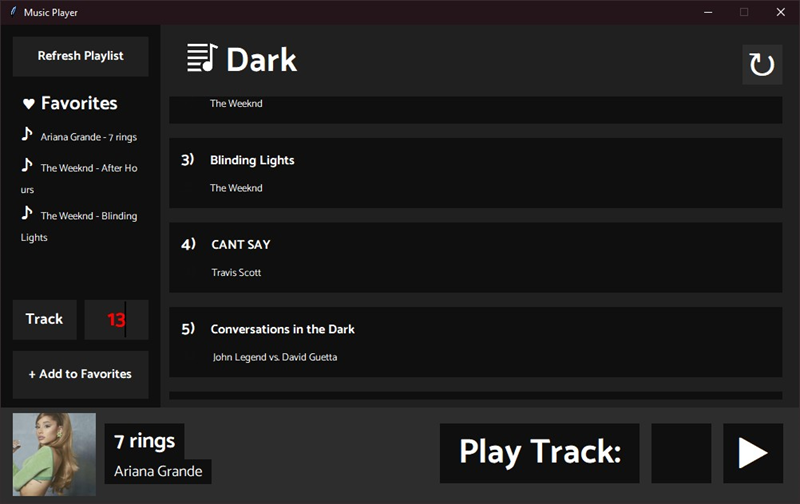 Music Player
Refresh Playlist
♥ Favorites
Ariana Grande - 7 rings
The Weeknd - After Ho
urs
The Weeknd - Blinding
Lights
Track
13
+ Add to Favorites
Dark
The Weeknd
3) Blinding Lights
The Weeknd
4) CANT SAY
Travis Scott
5) Conversations in the Dark
John Legend vs. David Guetta
7 rings
Ariana Grande
Play Track: